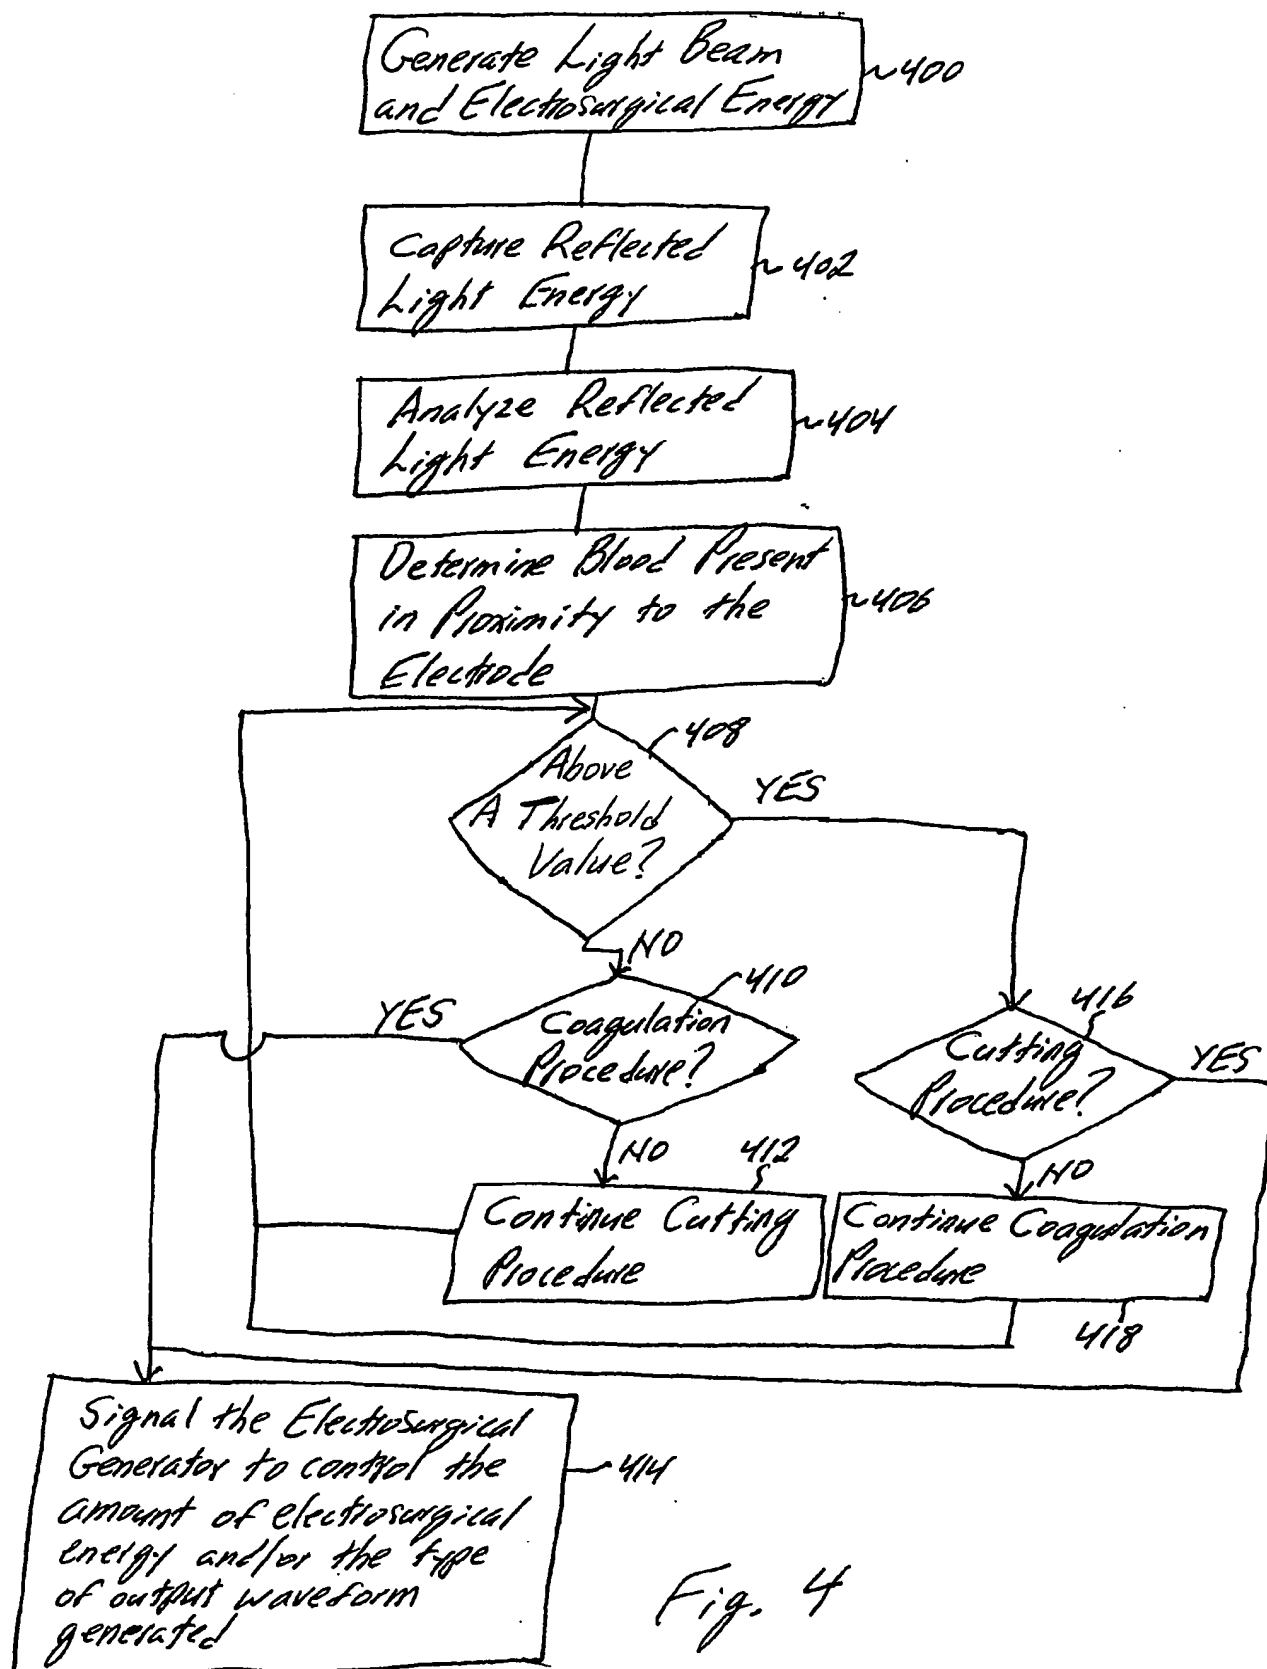 Generate Light Beam
and Electrosurgical Energy
400
Capture Reflected
Light Energy
402
Analyze Reflected
Light Energy
404
Determine Blood Present
in Proximity to the
Electrode
406
408
Above
A Threshold
Value?
YES
NO
410
YES
Coagulation
Procedure?
416
Cutting
Procedure?
YES
NO
412
NO
Continue Cutting
Procedure
Continue Coagulation
Procedure
418
Signal the Electrosurgical
Generator to control the
amount of electrosurgical
energy and/or the type
of output waveform
generated
414
Fig. 4